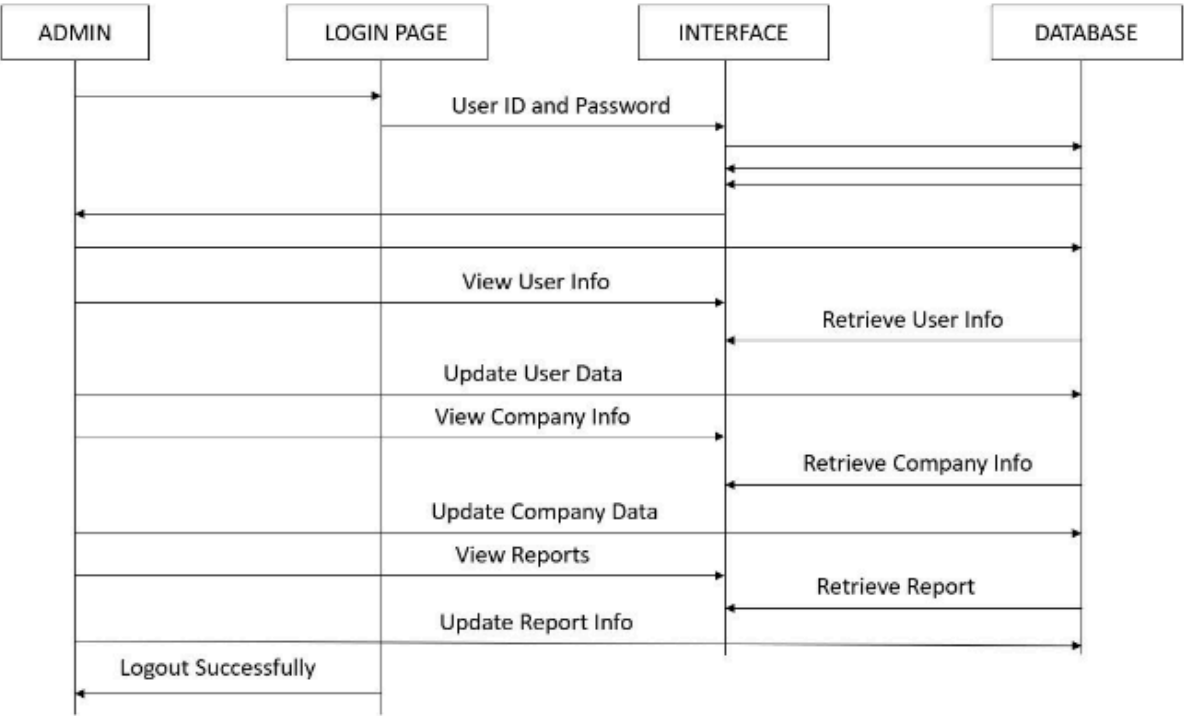 ADMIN
LOGIN PAGE
INTERFACE
DATABASE
User ID and Password
View User Info
Retrieve User Info
Update User Data
View Company Info
Retrieve Company Info
Update Company Data
View Reports
Retrieve Report
Update Report Info
Logout Successfully